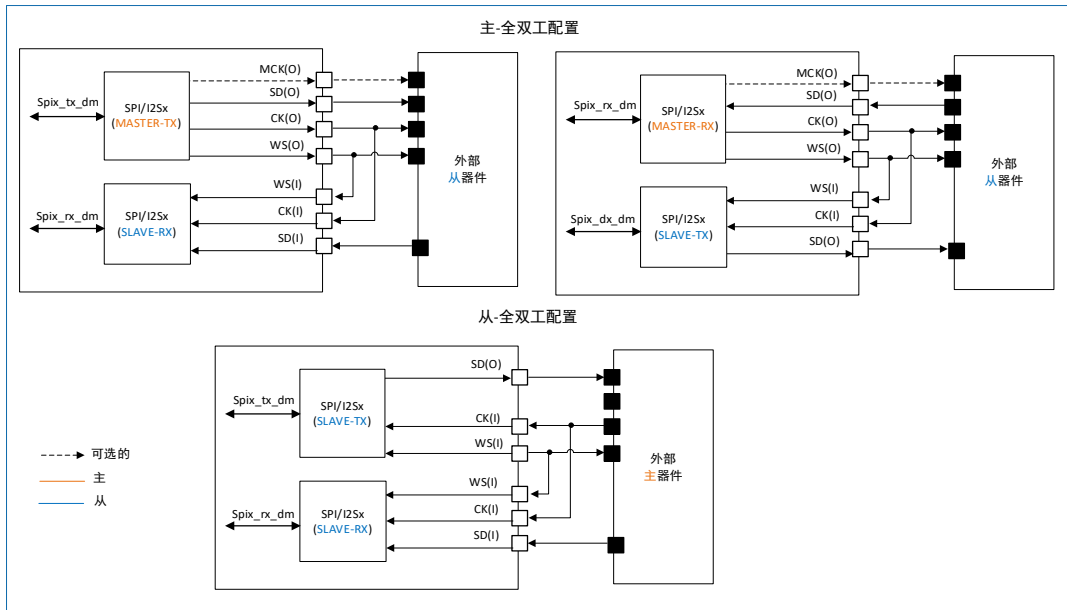 主-全双工配置
MCK(O)
SD(O)
CK(O)
WS(O)
WS(I)
CK(I)
SD(I)
Spix_tx_dm
SPI/I2Sx
(MASTER-TX)
Spix_rx_dm
SPI/I2Sx
(SLAVE-RX)
外部
从器件
MCK(O)
SD(O)
CK(O)
WS(O)
WS(I)
CK(I)
SD(O)
Spix_rx_dm
SPI/I2Sx
(MASTER-RX)
Spix_dx_dm
SPI/I2Sx
(SLAVE-TX)
外部
从器件
从-全双工配置
SD(O)
CK(I)
WS(I)
WS(I)
CK(I)
SD(I)
Spix_tx_dm
SPI/I2Sx
(SLAVE-TX)
Spix_rx_dm
SPI/I2Sx
(SLAVE-RX)
外部
主器件
可选的
主
从